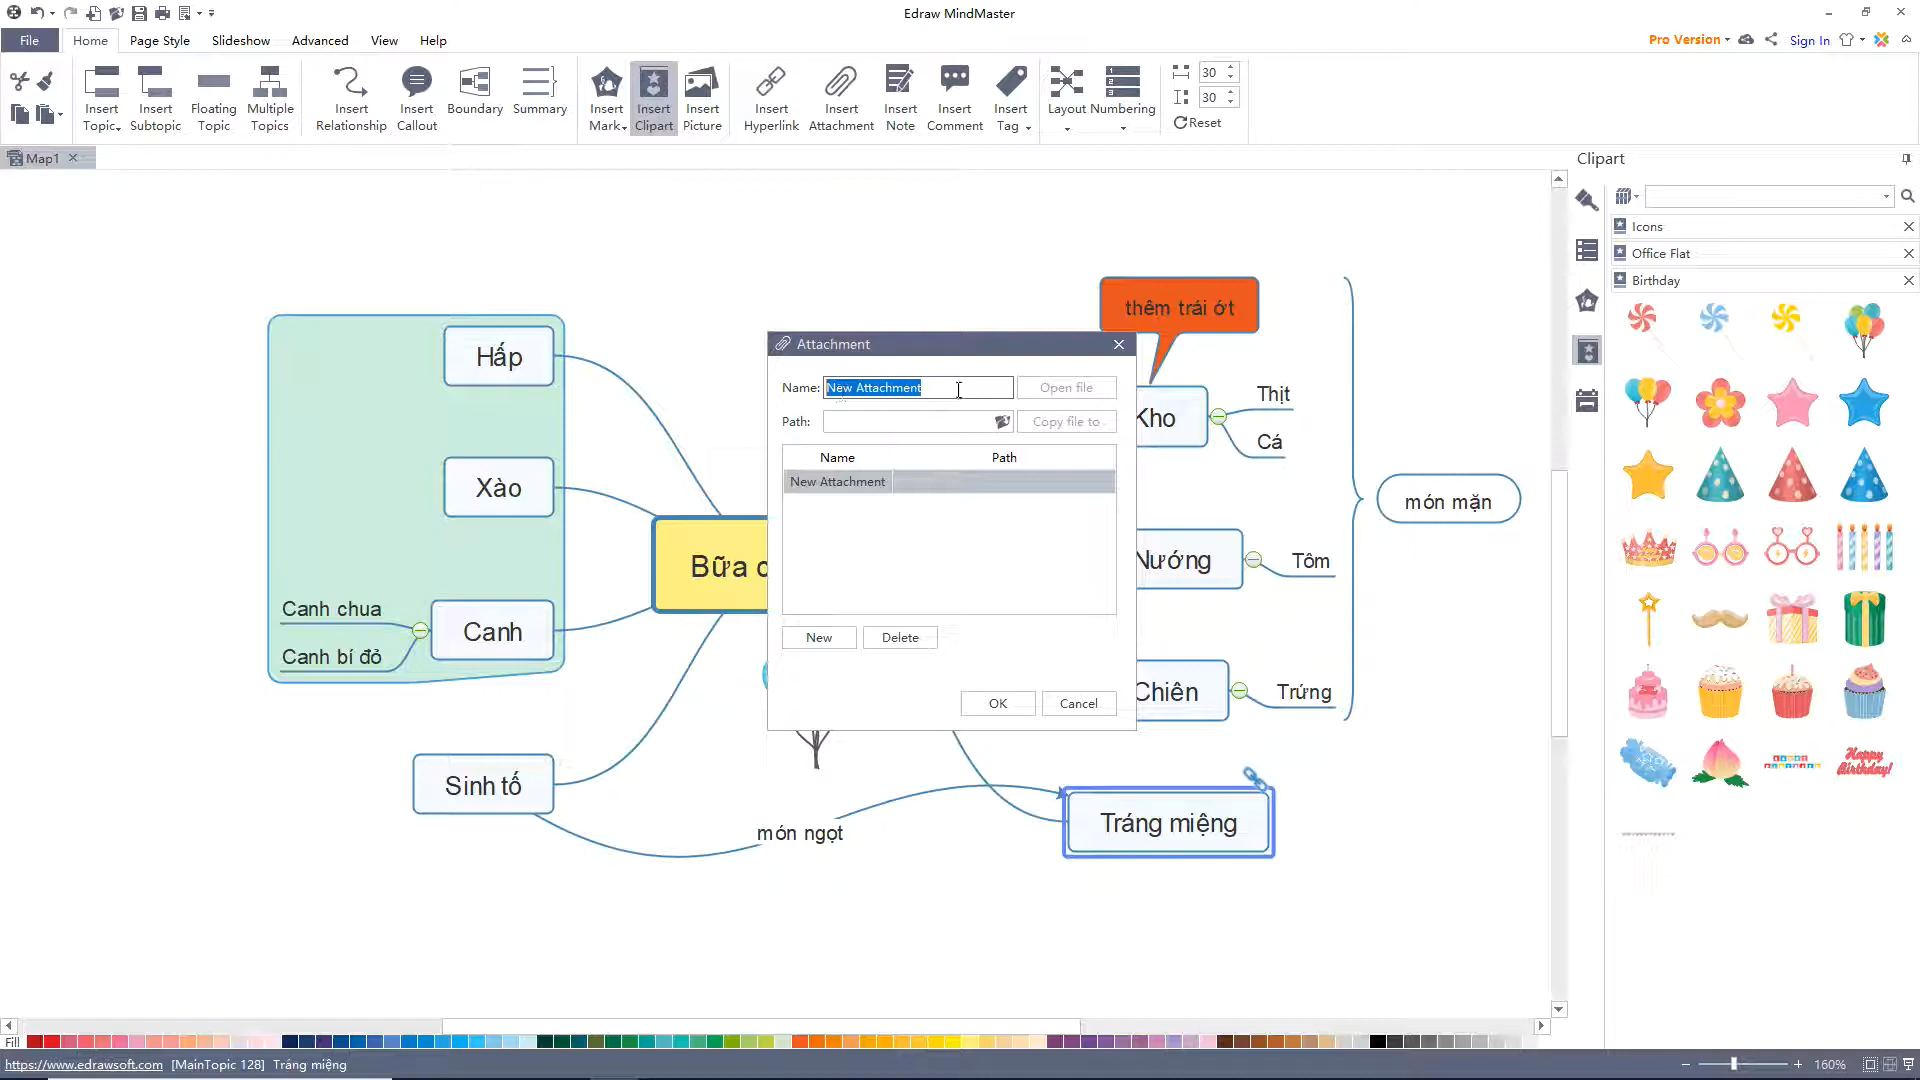 Edraw MindMaster
File
Home
Page Style
Slideshow
Advanced
View
Help
Pro Version
Sign In
Insert Topic
Insert Subtopic
Floating Topic
Multiple Topics
Insert Relationship
Insert Callout
Boundary
Summary
Insert Mark
Insert Clipart
Insert Picture
Insert Hyperlink
Insert Attachment
Insert Note
Insert Comment
Insert Tag
Layout
Numbering
30
30
Reset
Map1
Clipart
Icons
Office Flat
Birthday
Happy Birthday!
thêm trái ớt
Hấp
Xào
Canh
Canh chua
Canh bí đỏ
Bữa c
Sinh tố
món ngọt
Tráng miệng
Kho
Thịt
Cá
Nướng
Tôm
Chiên
Trứng
món mặn
Attachment
Name:
New Attachment
Open file
Path:
Copy file to
Name
Path
New Attachment
New
Delete
OK
Cancel
Fill
https://www.edrawsoft.com
[MainTopic 128]
Tráng miệng
160%